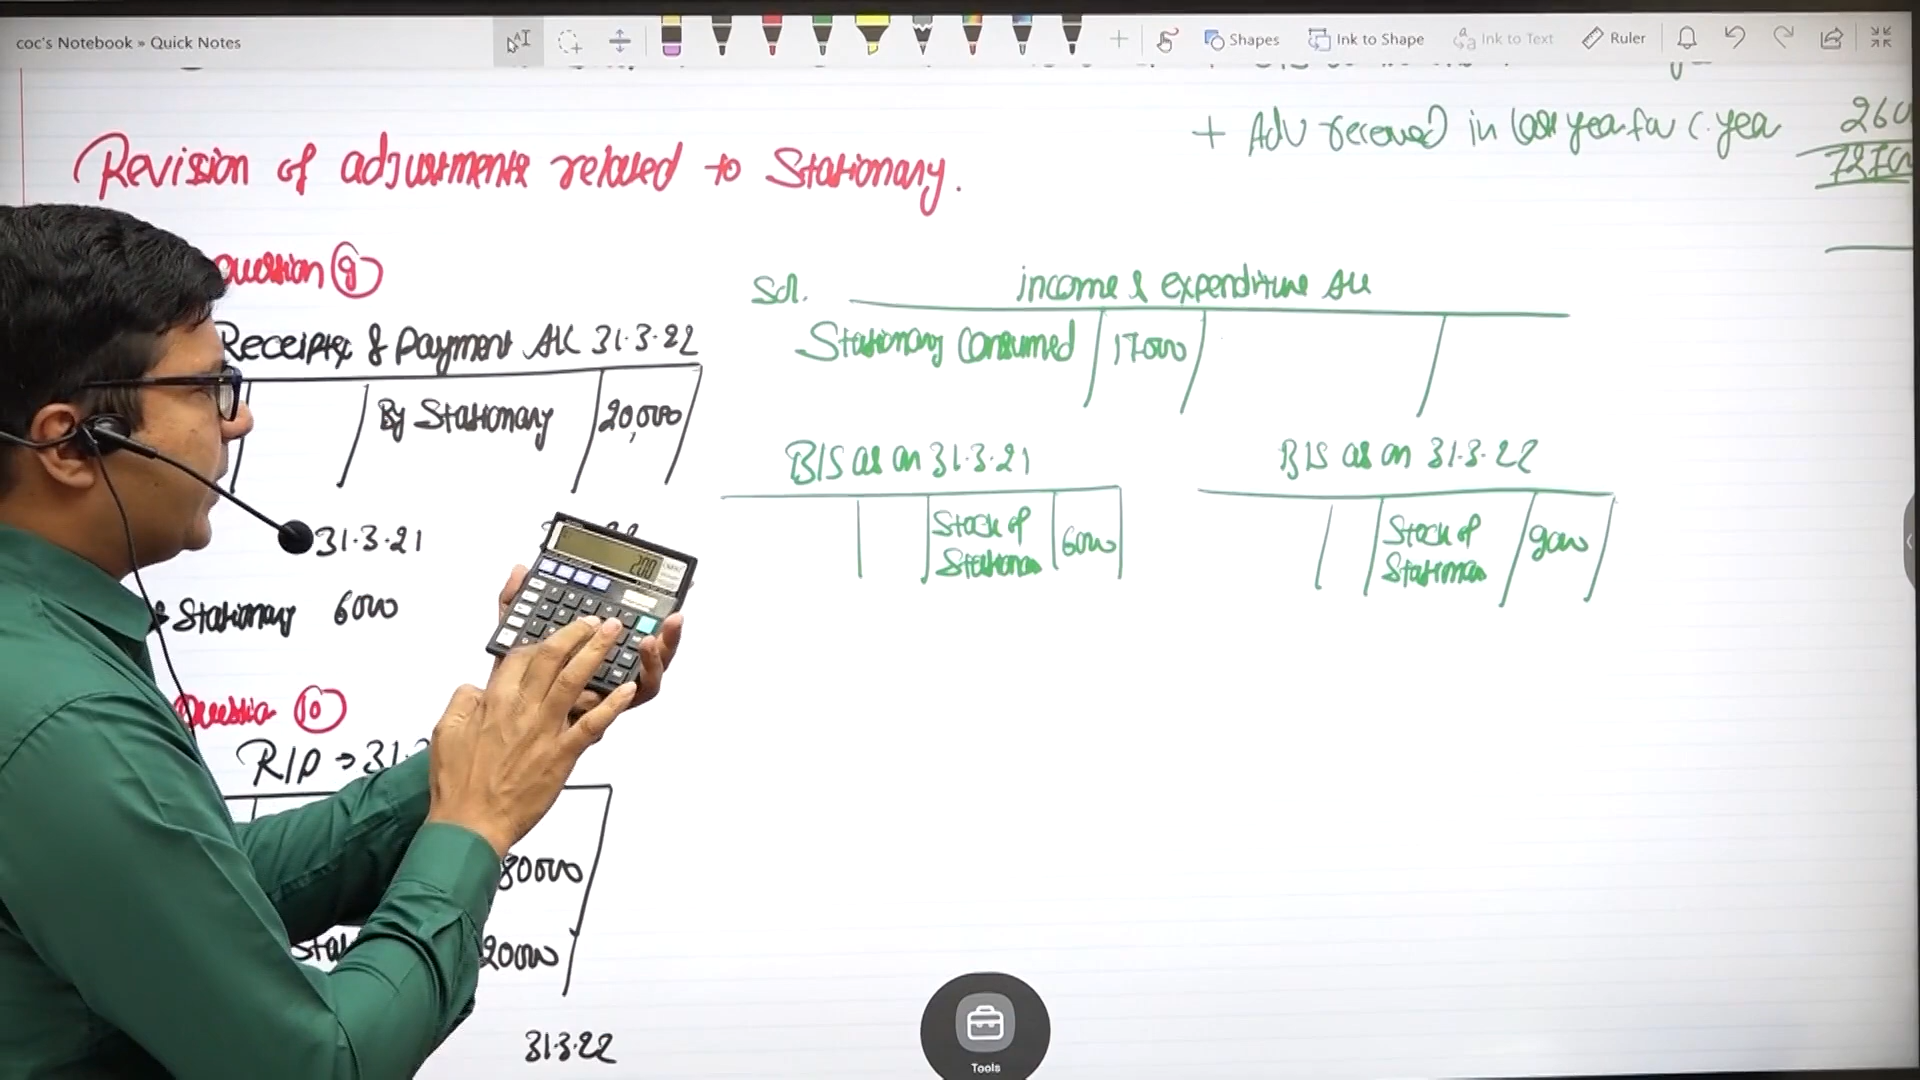 coc's Notebook » Quick Notes
Shapes
Ink to Shape
Ink to Text
Ruler
+ Adv received in last year for c. year
Revision of adjustments related to Stationary.
Question 9
Receipts & Payment A/c 31.3.22
By Stationary 20,000
31.3.21
Stationary 6000
Question 10
R/P → 31.
80000
20000
31.3.22
Sol. income & expenditure A/c
Stationary Consumed 17000
B/S as on 31.3.21
Stock of 6000
Stationary
B/S as on 31.3.22
Stock of 9000
Stationary
200
Tools